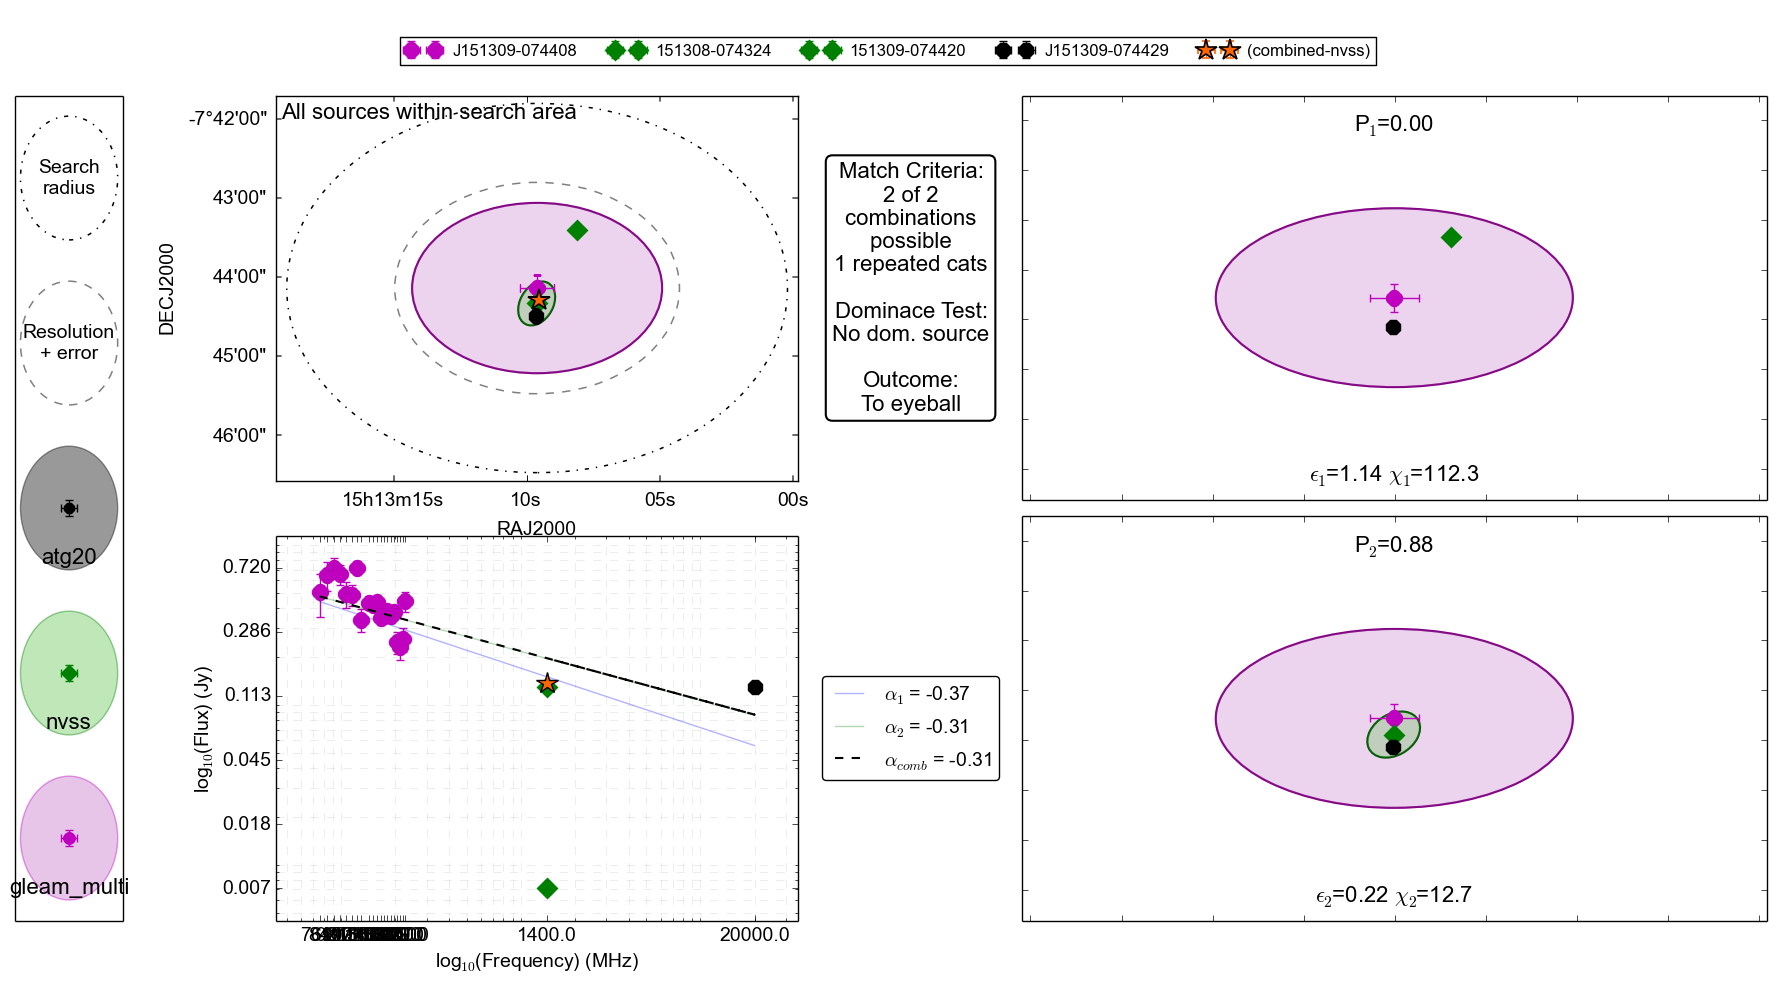 J151309-074408
151308-074324
151309-074420
J151309-074429
(combined-nvss)
Search
radius
Resolution
+ error
atg20
nvss
gleam_multi
All sources within search area
-7°42'00"
43'00"
44'00"
45'00"
46'00"
DECJ2000
15h13m15s
10s
05s
00s
RAJ2000
Match Criteria:
2 of 2
combinations
possible
1 repeated cats
Dominace Test:
No dom. source
Outcome:
To eyeball
P1=0.00
ϵ1=1.14 χ1=112.3
P2=0.88
ϵ2=0.22 χ2=12.7
0.720
0.286
0.113
0.045
0.018
0.007
log10(Flux) (Jy)
1400.0
20000.0
log10(Frequency) (MHz)
α1 = -0.37
α2 = -0.31
αcomb = -0.31